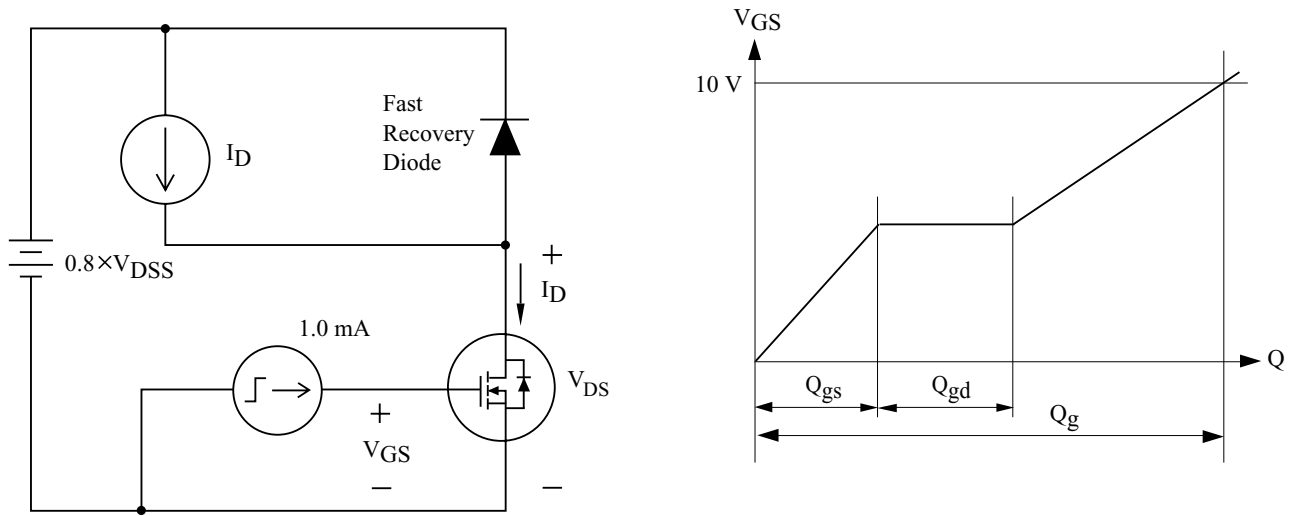 Fast
Recovery
Diode
I_D
0.8×V_DSS
+
I_D
1.0 mA
V_DS
+
V_GS
−
−
V_GS
10 V
Q
Q_gs
Q_gd
Q_g